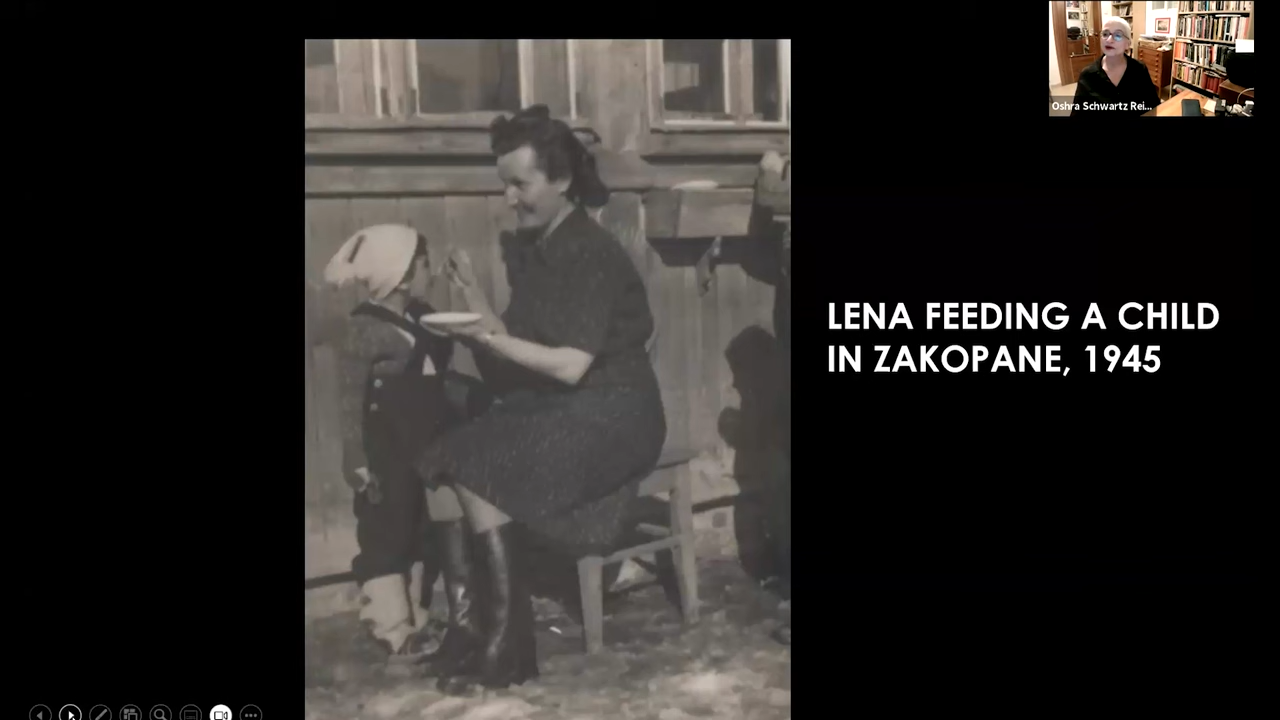 Oshra Schwartz Rei...
LENA FEEDING A CHILD
IN ZAKOPANE, 1945